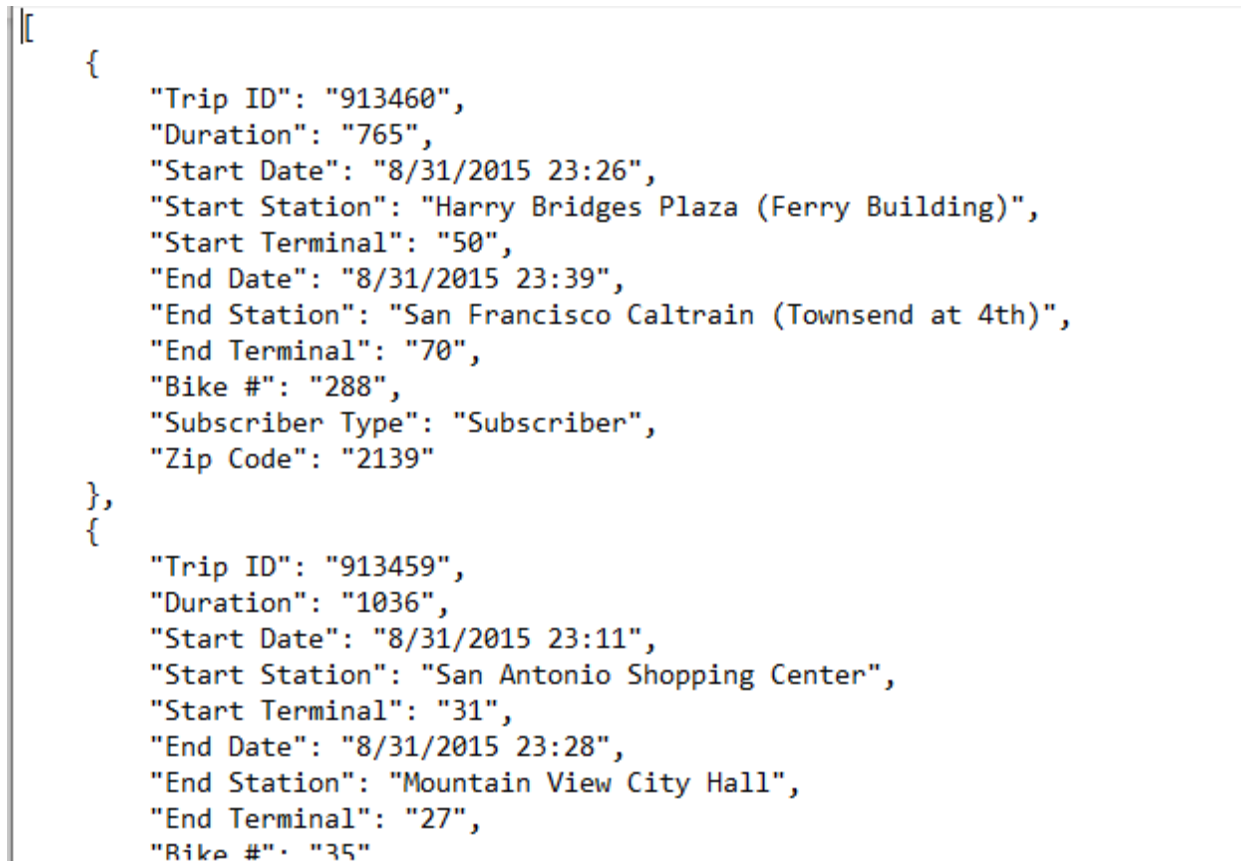 [
{
"Trip ID": "913460",
"Duration": "765",
"Start Date": "8/31/2015 23:26",
"Start Station": "Harry Bridges Plaza (Ferry Building)",
"Start Terminal": "50",
"End Date": "8/31/2015 23:39",
"End Station": "San Francisco Caltrain (Townsend at 4th)",
"End Terminal": "70",
"Bike #": "288",
"Subscriber Type": "Subscriber",
"Zip Code": "2139"
},
{
"Trip ID": "913459",
"Duration": "1036",
"Start Date": "8/31/2015 23:11",
"Start Station": "San Antonio Shopping Center",
"Start Terminal": "31",
"End Date": "8/31/2015 23:28",
"End Station": "Mountain View City Hall",
"End Terminal": "27",
"Bike #": "35"